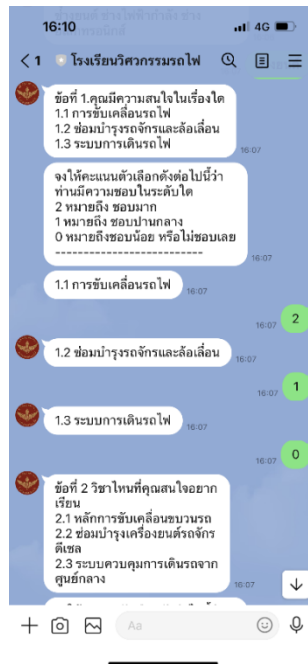 16:10
4G
1
โรงเรียนวิศวกรรมรถไฟ
ข้อที่ 1.คุณมีความสนใจในเรื่องใด
1.1 การขับเคลื่อนรถไฟ
1.2 ซ่อมบำรุงรถจักรและล้อเลื่อน
1.3 ระบบการเดินรถไฟ
16:07
จงให้คะแนนตัวเลือกดังต่อไปนี้ว่า
ท่านมีความชอบในระดับใด
2 หมายถึง ชอบมาก
1 หมายถึง ชอบปานกลาง
0 หมายถึงชอบน้อย หรือไม่ชอบเลย
--------------------------
16:07
1.1 การขับเคลื่อนรถไฟ
16:07
2
16:07
1.2 ซ่อมบำรุงรถจักรและล้อเลื่อน
16:07
1
16:07
1.3 ระบบการเดินรถไฟ
16:07
0
16:07
ข้อที่ 2 วิชาไหนที่คุณสนใจอยาก
เรียน
2.1 หลักการขับเคลื่อนขบวนรถ
2.2 ซ่อมบำรุงเครื่องยนต์รถจักร
ดีเซล
2.3 ระบบควบคุมการเดินรถจาก
ศูนย์กลาง
16:07
Aa